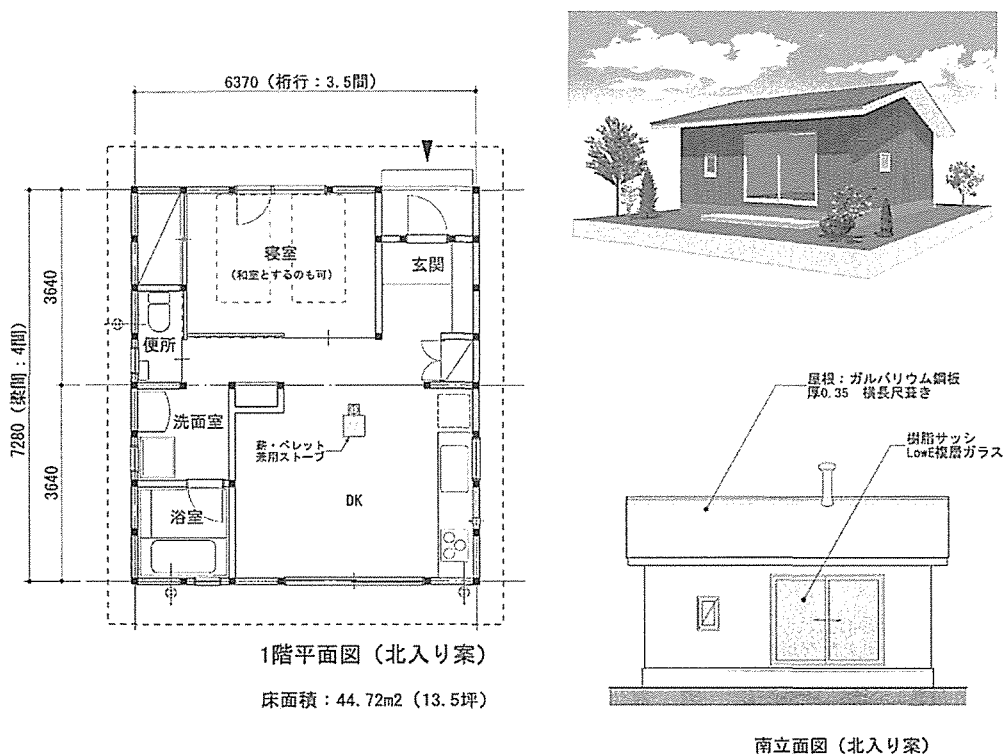 6370 (桁行:3.5間)
7280 (梁間:4間)
3640
3640
寝室
(和室とするのも可)
玄関
便所
洗面室
薪・ペレット
兼用ストーブ
浴室
DK
1階平面図 (北入り案)
床面積:44.72m2 (13.5坪)
屋根:ガルバリウム鋼板
厚0.35 横長尺葺き
樹脂サッシ
LowE複層ガラス
南立面図 (北入り案)